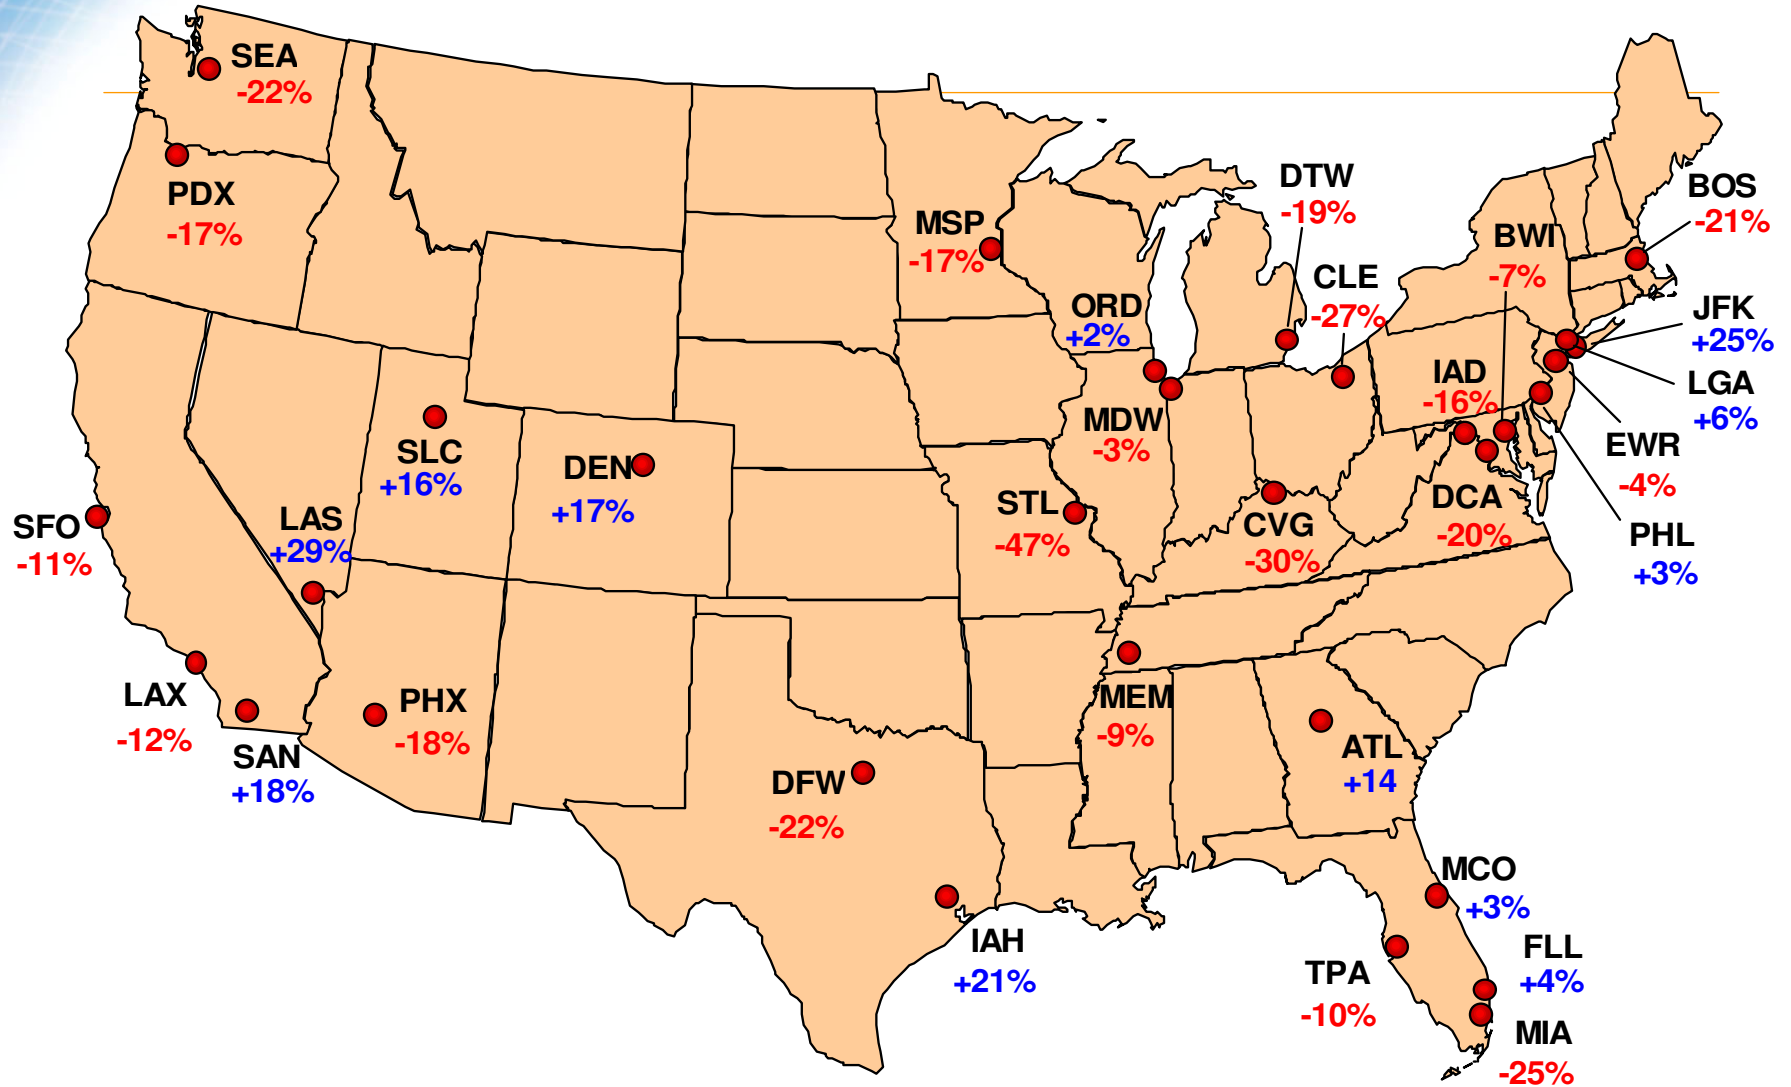 SEA
-22%
PDX
-17%
MSP
-17%
DTW
-19%
BOS
-21%
BWI
-7%
CLE
-27%
ORD
+2%
JFK
+25%
LGA
+6%
IAD
-16%
MDW
-3%
EWR
-4%
SLC
+16%
DEN
+17%
STL
-47%
CVG
-30%
DCA
-20%
PHL
+3%
SFO
-11%
LAS
+29%
LAX
-12%
SAN
+18%
PHX
-18%
MEM
-9%
ATL
+14
DFW
-22%
IAH
+21%
MCO
+3%
FLL
+4%
TPA
-10%
MIA
-25%